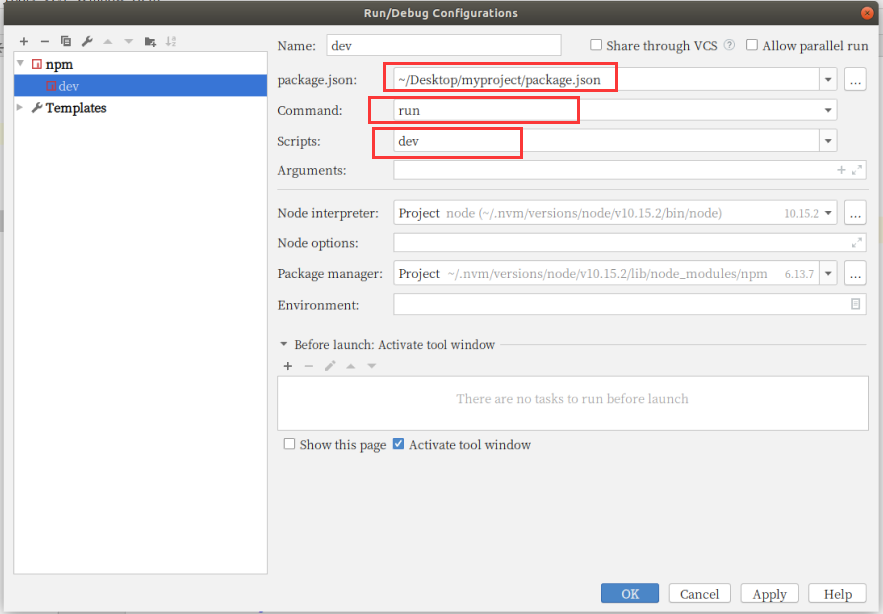 Run/Debug Configurations
Name: dev Share through VCS ? Allow parallel run
npm
dev
Templates
package.json: ~/Desktop/myproject/package.json ...
Command: run
Scripts: dev
Arguments:
Node interpreter: Project node (~/.nvm/versions/node/v10.15.2/bin/node) 10.15.2 ...
Node options:
Package manager: Project ~/.nvm/versions/node/v10.15.2/lib/node_modules/npm 6.13.7 ...
Environment:
Before launch: Activate tool window
There are no tasks to run before launch
Show this page Activate tool window
OK Cancel Apply Help